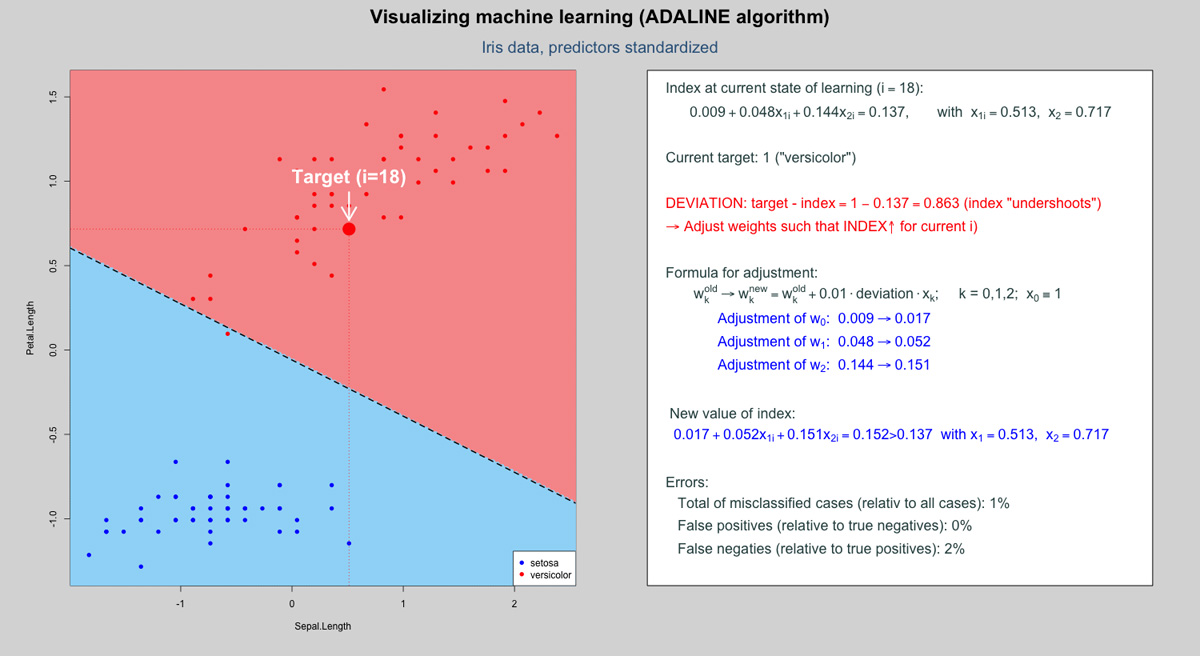 Visualizing machine learning (ADALINE algorithm)
Iris data, predictors standardized
Petal.Length
1.5
1.0
0.5
0.0
-0.5
-1.0
Target (i=18)
setosa
versicolor
-1 0 1 2
Sepal.Length
Index at current state of learning (i = 18):
0.009 + 0.048x₁ᵢ + 0.144x₂ᵢ = 0.137, with x₁ᵢ = 0.513, x₂ = 0.717
Current target: 1 ("versicolor")
DEVIATION: target - index = 1 − 0.137 = 0.863 (index "undershoots")
→ Adjust weights such that INDEX↑ for current i)
Formula for adjustment:
wₖ^old → wₖ^new = wₖ^old + 0.01 · deviation · xₖ; k = 0,1,2; x₀ ≡ 1
Adjustment of w₀: 0.009 → 0.017
Adjustment of w₁: 0.048 → 0.052
Adjustment of w₂: 0.144 → 0.151
New value of index:
0.017 + 0.052x₁ᵢ + 0.151x₂ᵢ = 0.152>0.137 with x₁ = 0.513, x₂ = 0.717
Errors:
Total of misclassified cases (relativ to all cases): 1%
False positives (relative to true negatives): 0%
False negaties (relative to true positives): 2%